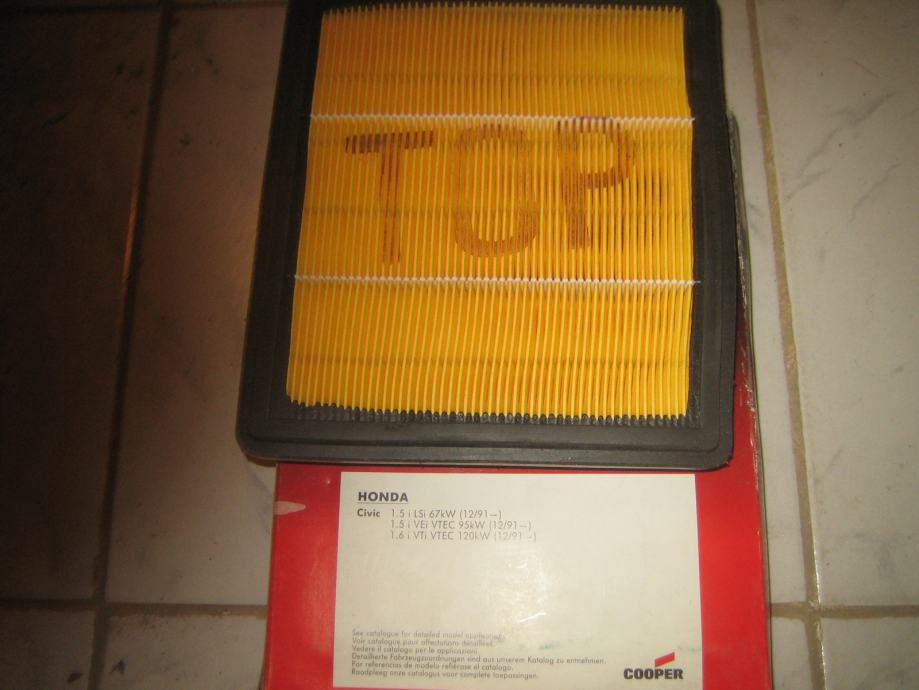 TOP
HONDA
Civic 1.5 i LSi 67kW (12/91–)
1.5 i VEi VTEC 95kW (12/91–)
1.6 i VTi VTEC 120kW (12/91–)
See catalogue for detailed model application.
Voir catalogue pour affectations détaillées.
Vedere il catalogo per le applicazioni.
Detaillierte Fahrzeugzuordnungen sind aus unserem Katalog zu entnehmen.
Por referencias de modelo refiérase el catalogo.
Raadpleeg onze catalogus voor complete toepassingen.
COOPER